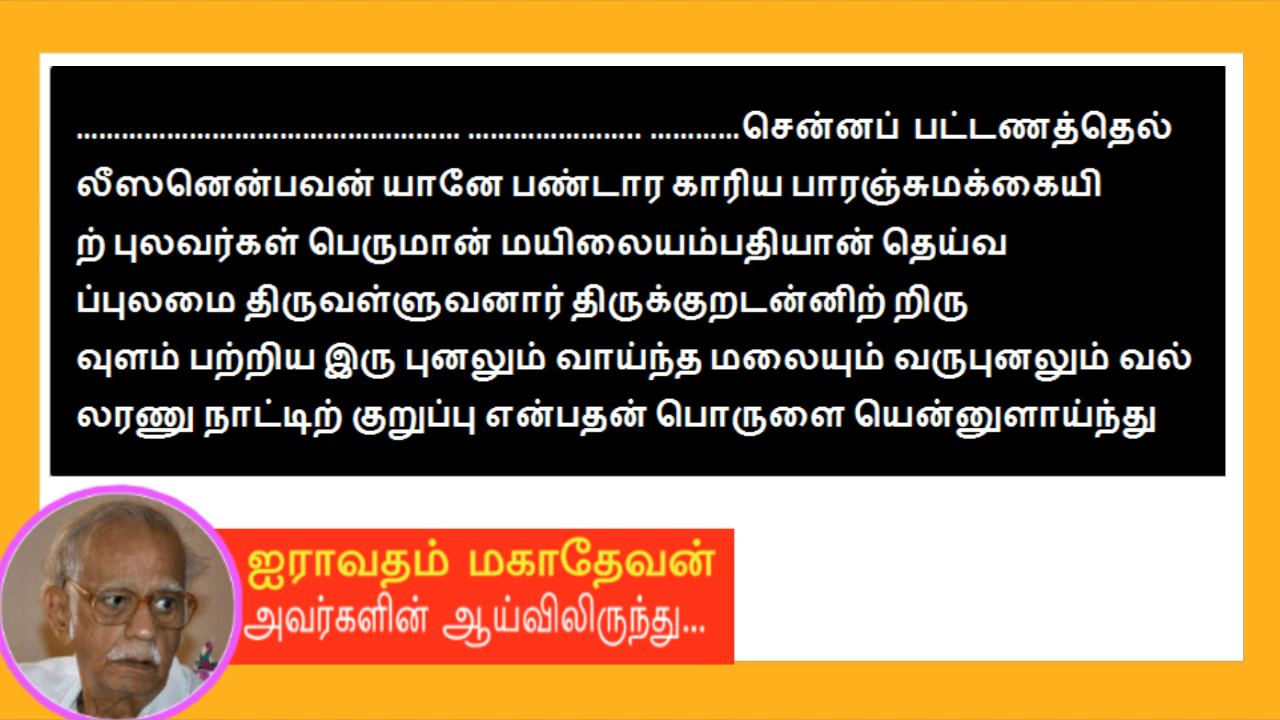 ................................................... ....................... ............சென்னப் பட்டணத்தெல்
லீஸனென்பவன் யானே பண்டார காரிய பாரஞ்சுமக்கையி
ற் புலவர்கள் பெருமான் மயிலையம்பதியான் தெய்வ
ப்புலமை திருவள்ளுவனார் திருக்குறடன்னிற் றிரு
வுளம் பற்றிய இரு புனலும் வாய்ந்த மலையும் வருபுனலும் வல்
லரணு நாட்டிற் குறுப்பு என்பதன் பொருளை யென்னுளாய்ந்து
ஐராவதம் மகாதேவன்
அவர்களின் ஆய்விலிருந்து...